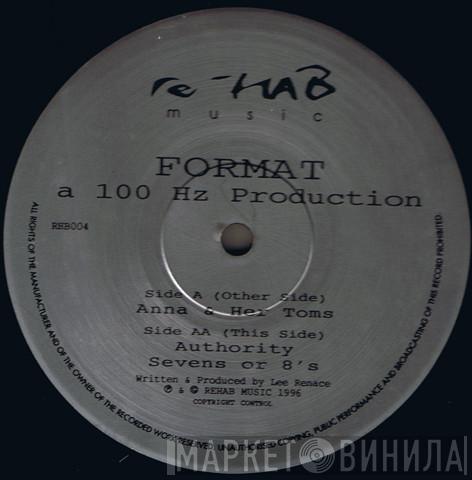 re-HAB
music
FORMAT
a 100 Hz Production
RHB004
Side A (Other Side)
Anna & Her Toms
Side AA (This Side)
Authority
Sevens or 8's
Written & Produced by Lee Renace
℗ & © REHAB MUSIC 1996
COPYRIGHT CONTROL
ALL RIGHTS OF THE MANUFACTURER AND OF THE OWNER OF THE RECORDED WORK RESERVED. UNAUTHORISED COPYING, PUBLIC PERFORMANCE AND BROADCASTING OF THIS RECORD PROHIBITED.
МАРКЕТ ВИНИЛА